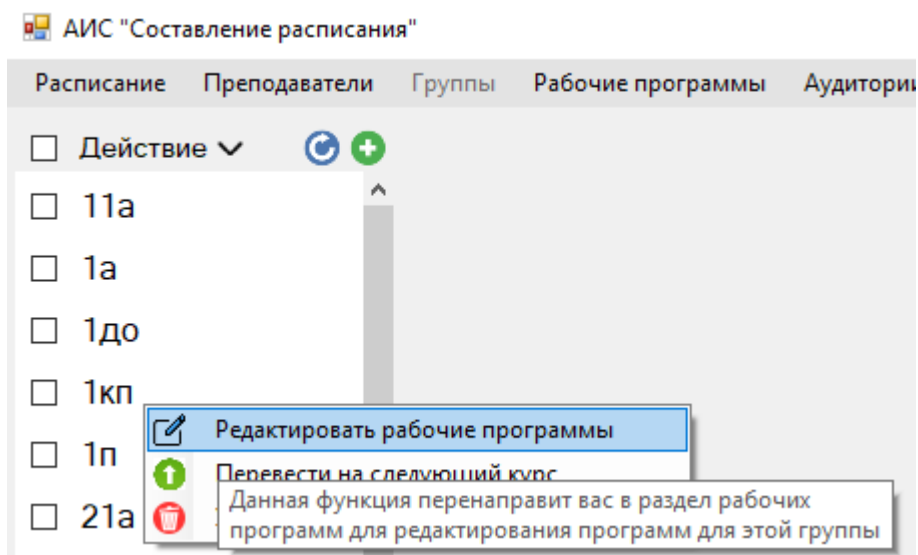 АИС "Составление расписания"
Расписание Преподаватели Группы Рабочие программы Аудитории
Действие
11а
1а
1до
1кп
Редактировать рабочие программы
1п
Перевести на следующий курс
Данная функция перенаправит вас в раздел рабочих
программ для редактирования программ для этой группы
21а